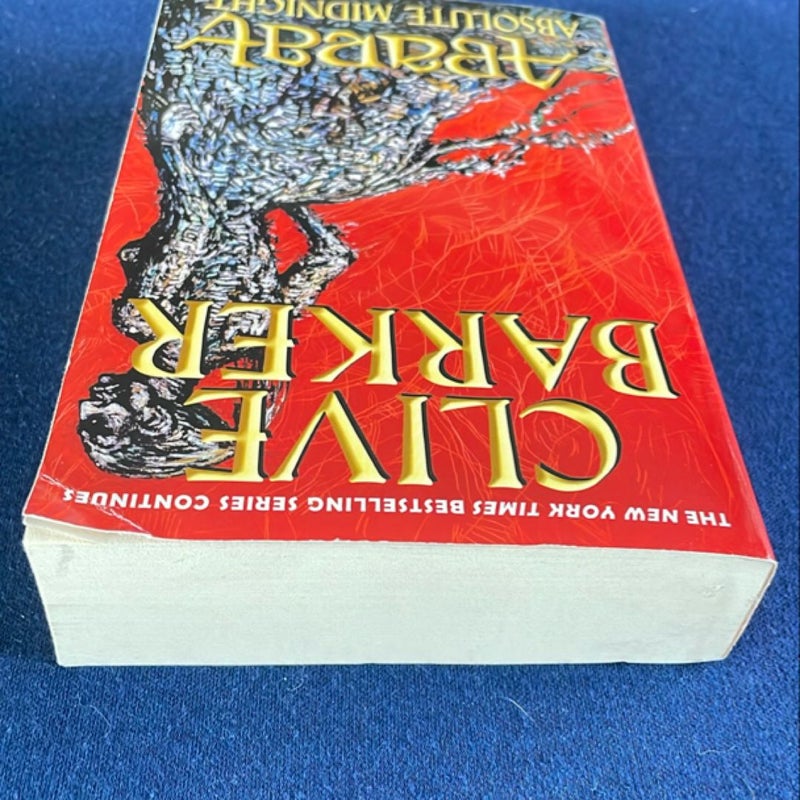 THE NEW YORK TIMES BESTSELLING SERIES CONTINUES
CLIVE
BARKER
Abarat
ABSOLUTE MIDNIGHT